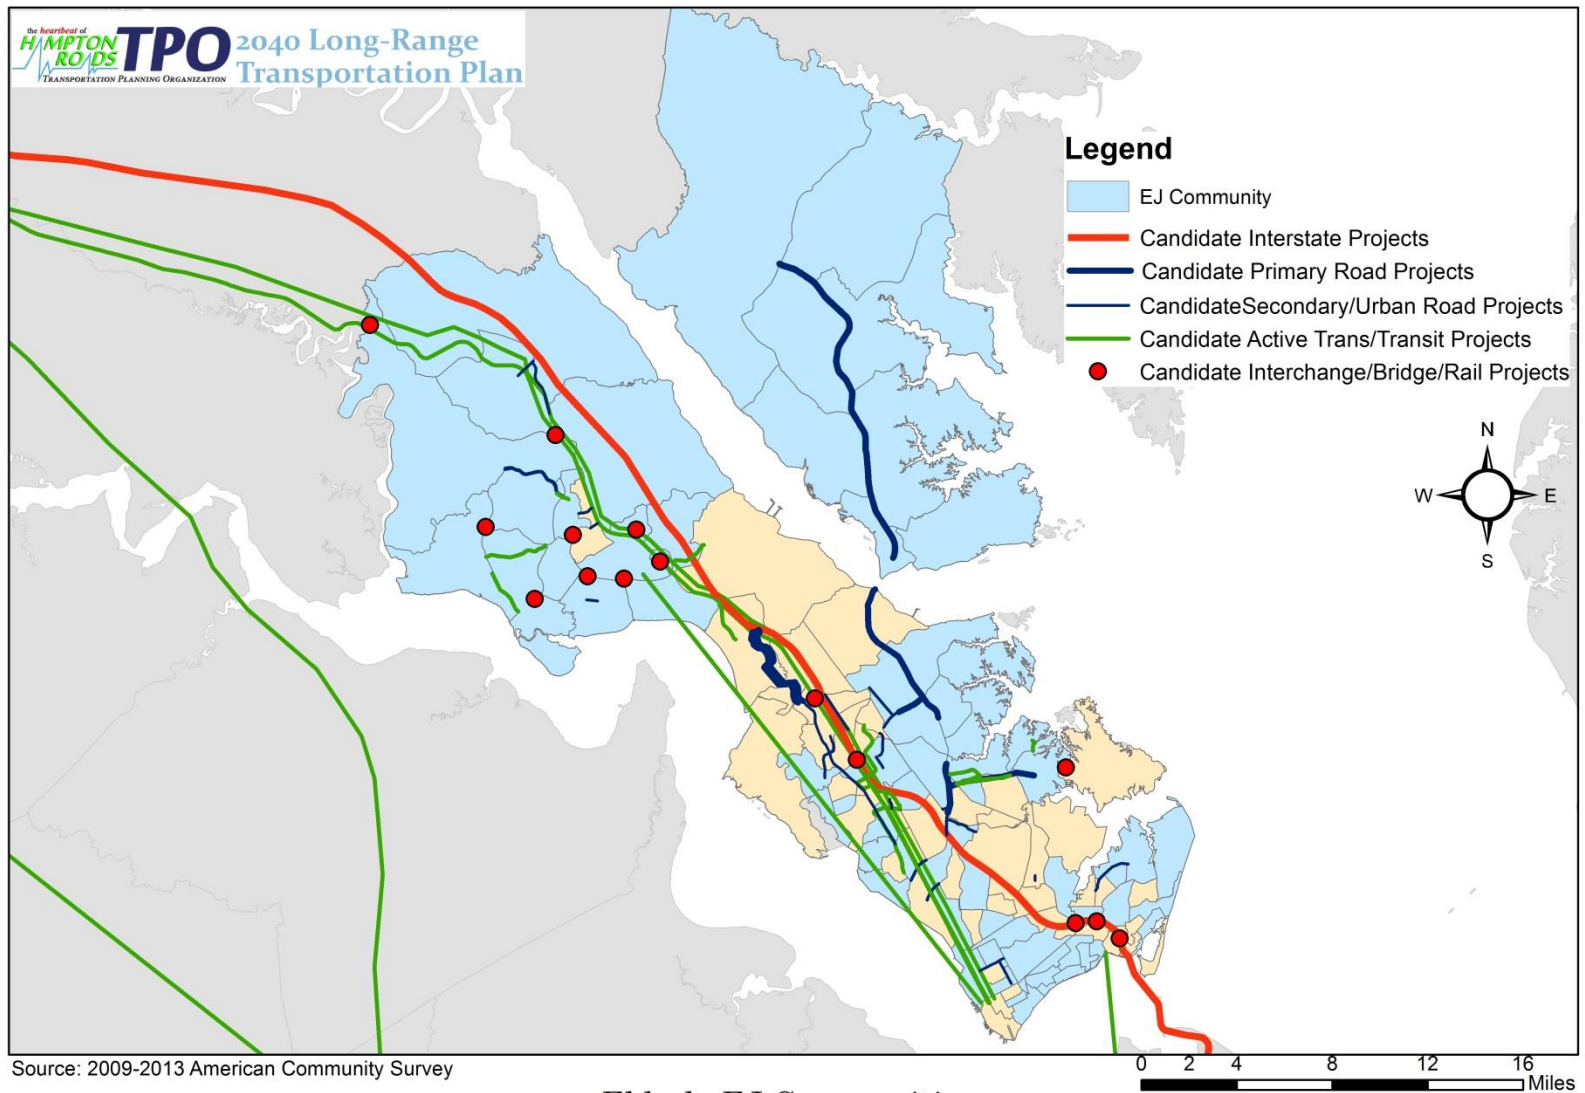 the heartbeat of
HAMPTON
ROADS
TPO
TRANSPORTATION PLANNING ORGANIZATION
2040 Long-Range
Transportation Plan
Legend
EJ Community
Candidate Interstate Projects
Candidate Primary Road Projects
CandidateSecondary/Urban Road Projects
Candidate Active Trans/Transit Projects
Candidate Interchange/Bridge/Rail Projects
N
W E
S
Source: 2009-2013 American Community Survey
0 2 4 8 12 16
Miles